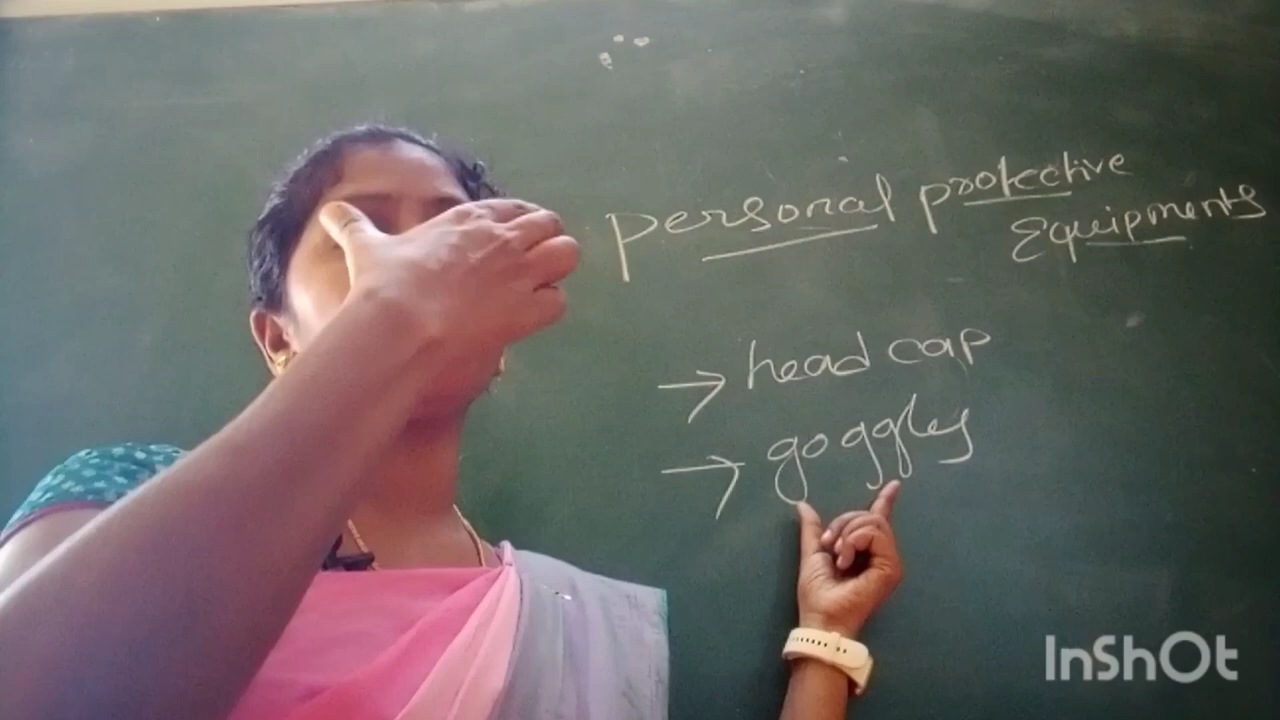 personal protective
Equipments
→ head cap
→ goggles
InShOt